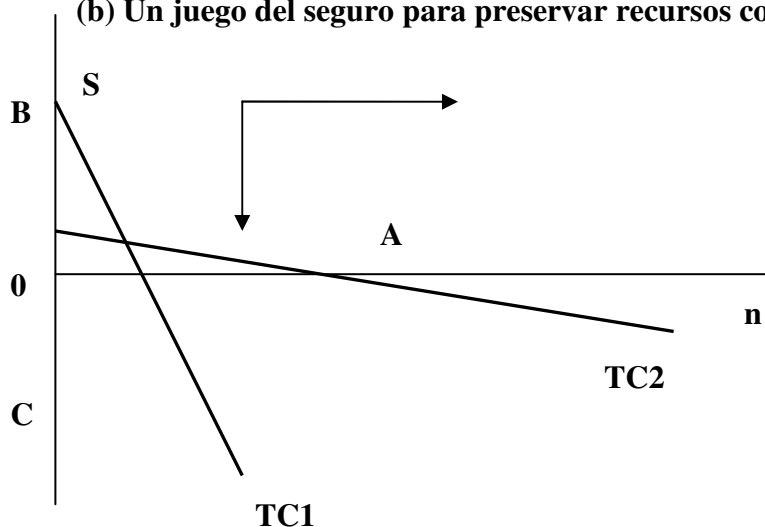 (b) Un juego del seguro para preservar recursos co
S
B
A
0
n
TC2
C
TC1